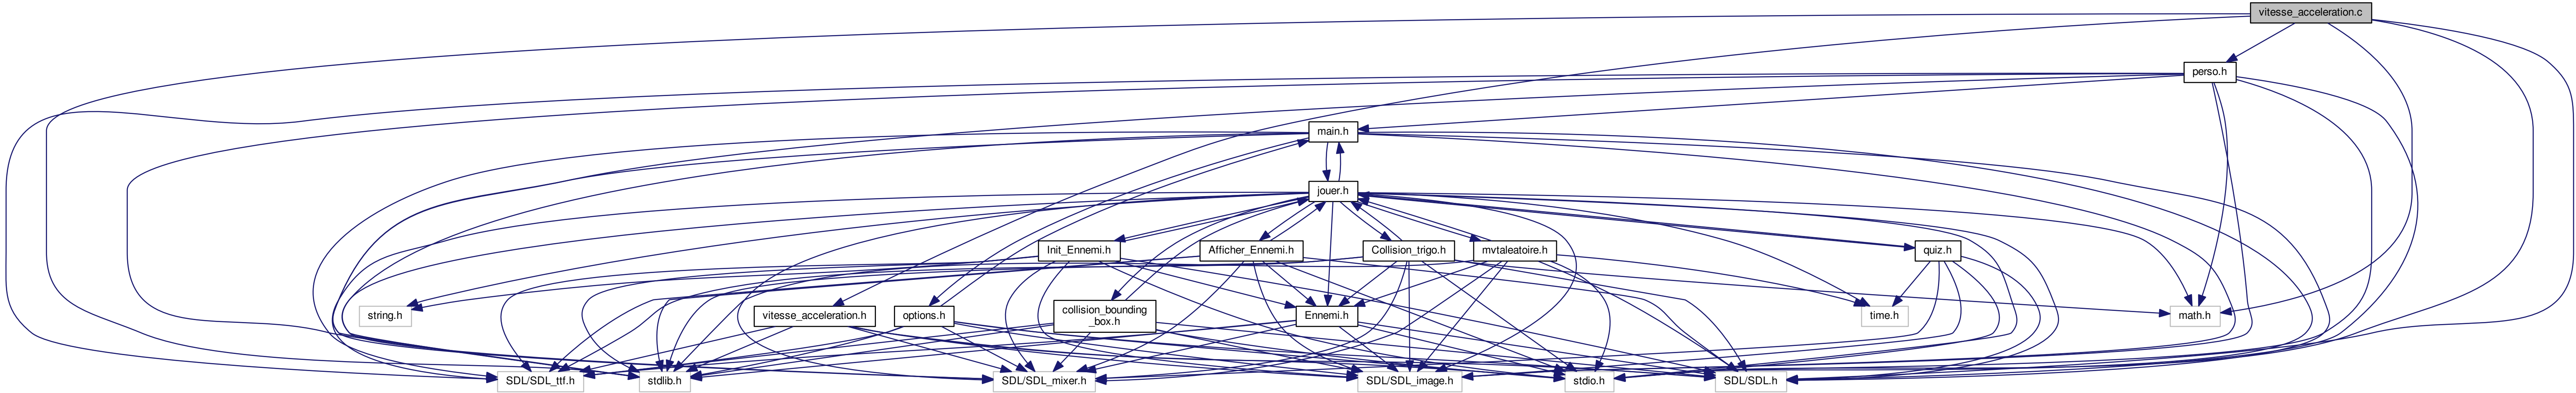 vitesse_acceleration.c
perso.h
main.h
jouer.h
Init_Ennemi.h
Afficher_Ennemi.h
Collision_trigo.h
mvtaleatoire.h
quiz.h
string.h
vitesse_acceleration.h
options.h
collision_bounding
_box.h
Ennemi.h
time.h
math.h
SDL/SDL_ttf.h
stdlib.h
SDL/SDL_mixer.h
SDL/SDL_image.h
stdio.h
SDL/SDL.h